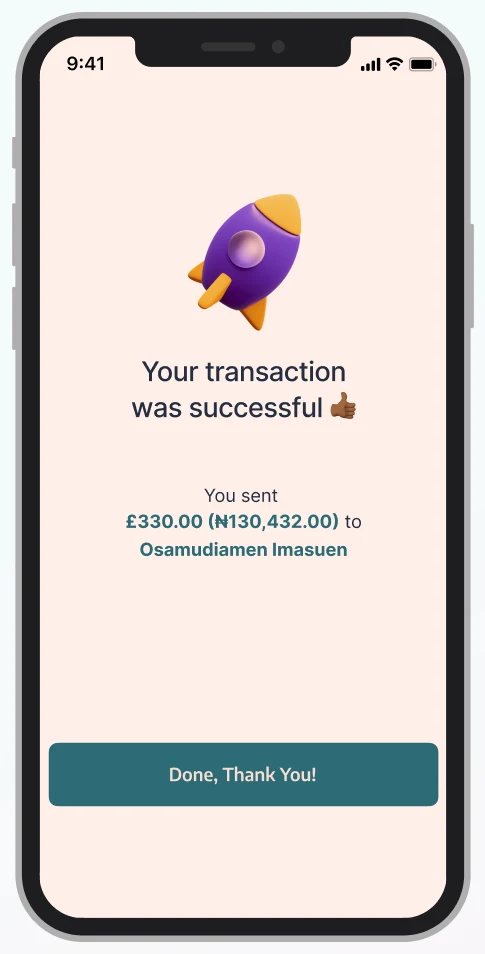 9:41
Your transaction
was successful 👍🏾
You sent
£330.00 (₦130,432.00) to
Osamudiamen Imasuen
Done, Thank You!